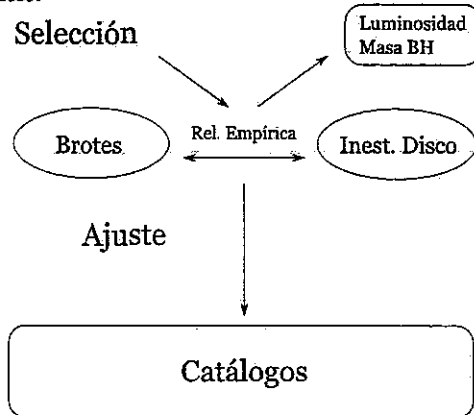 Selección
Luminosidad
Masa BH
Brotes
Rel. Empírica
Inest. Disco
Ajuste
Catálogos